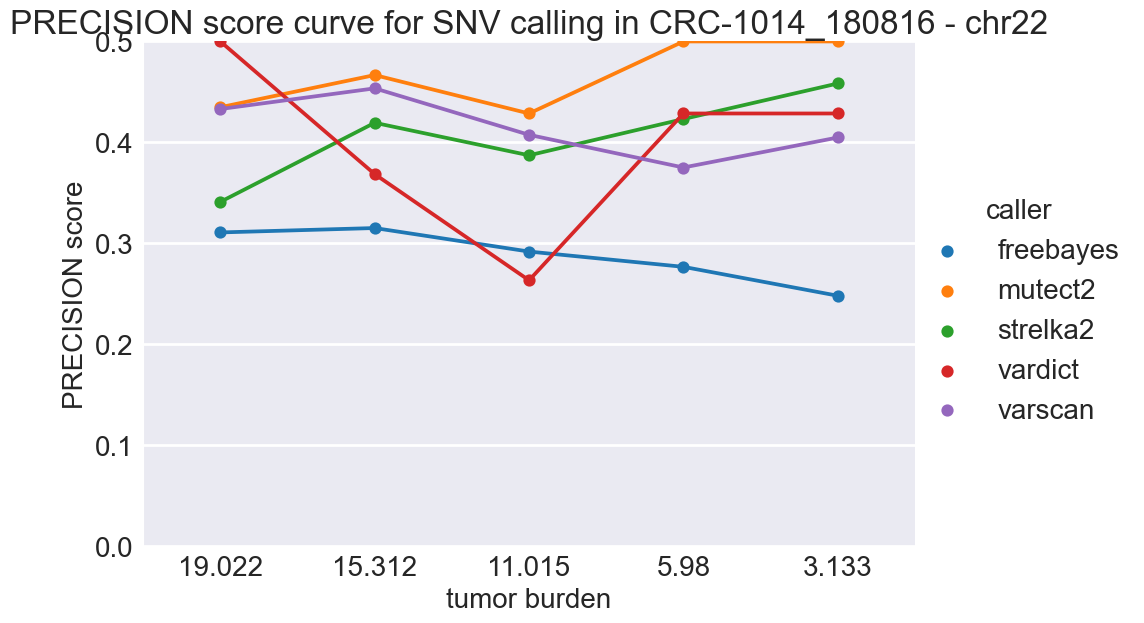 PRECISION score curve for SNV calling in CRC-1014_180816 - chr22
0.5
0.4
0.3
0.2
0.1
0.0
PRECISION score
19.022 15.312 11.015 5.98 3.133
tumor burden
caller
freebayes
mutect2
strelka2
vardict
varscan